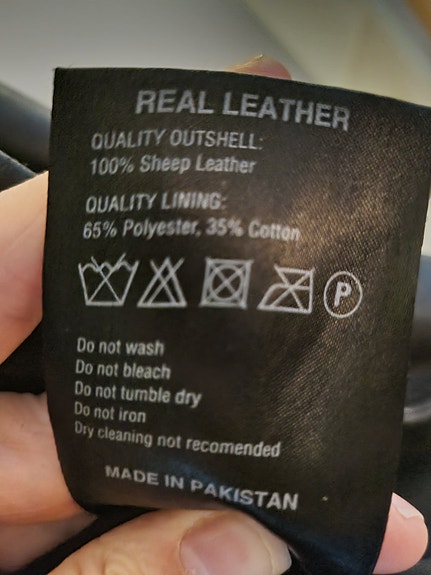 REAL LEATHER
QUALITY OUTSHELL:
100% Sheep Leather
QUALITY LINING:
65% Polyester, 35% Cotton
P
Do not wash
Do not bleach
Do not tumble dry
Do not iron
Dry cleaning not recomended
MADE IN PAKISTAN